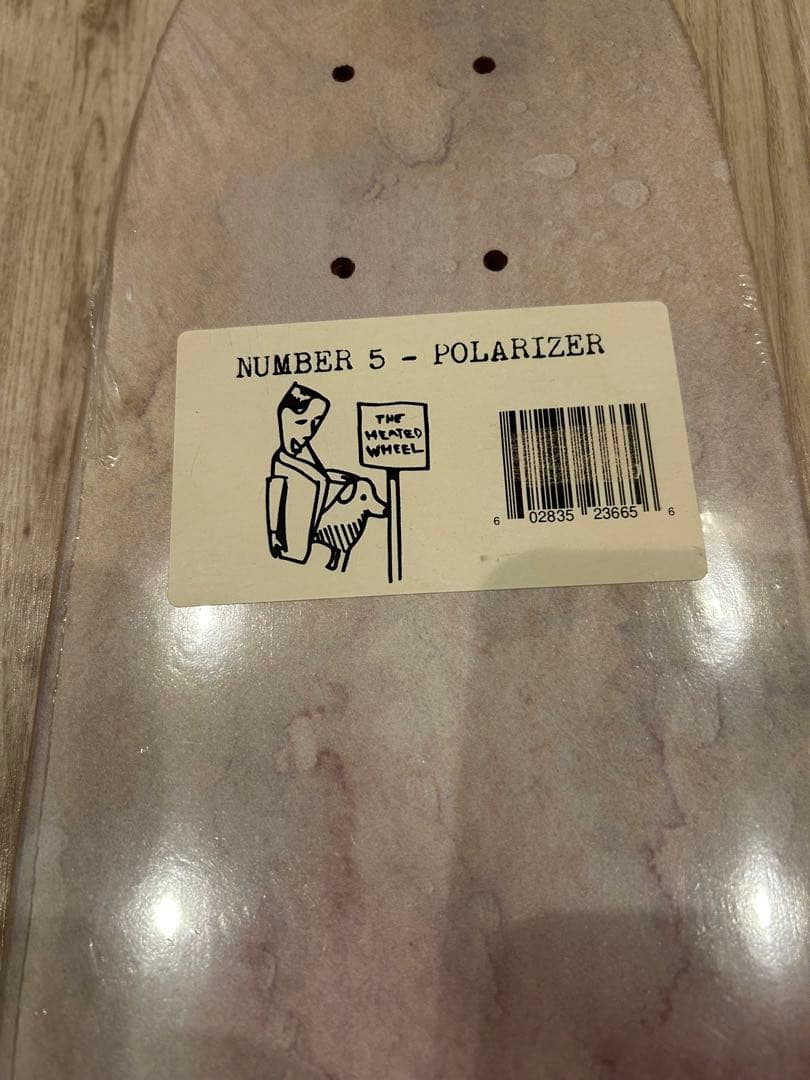 NUMBER 5 - POLARIZER
THE
HEATED
WHEEL
6 02835 23665 6